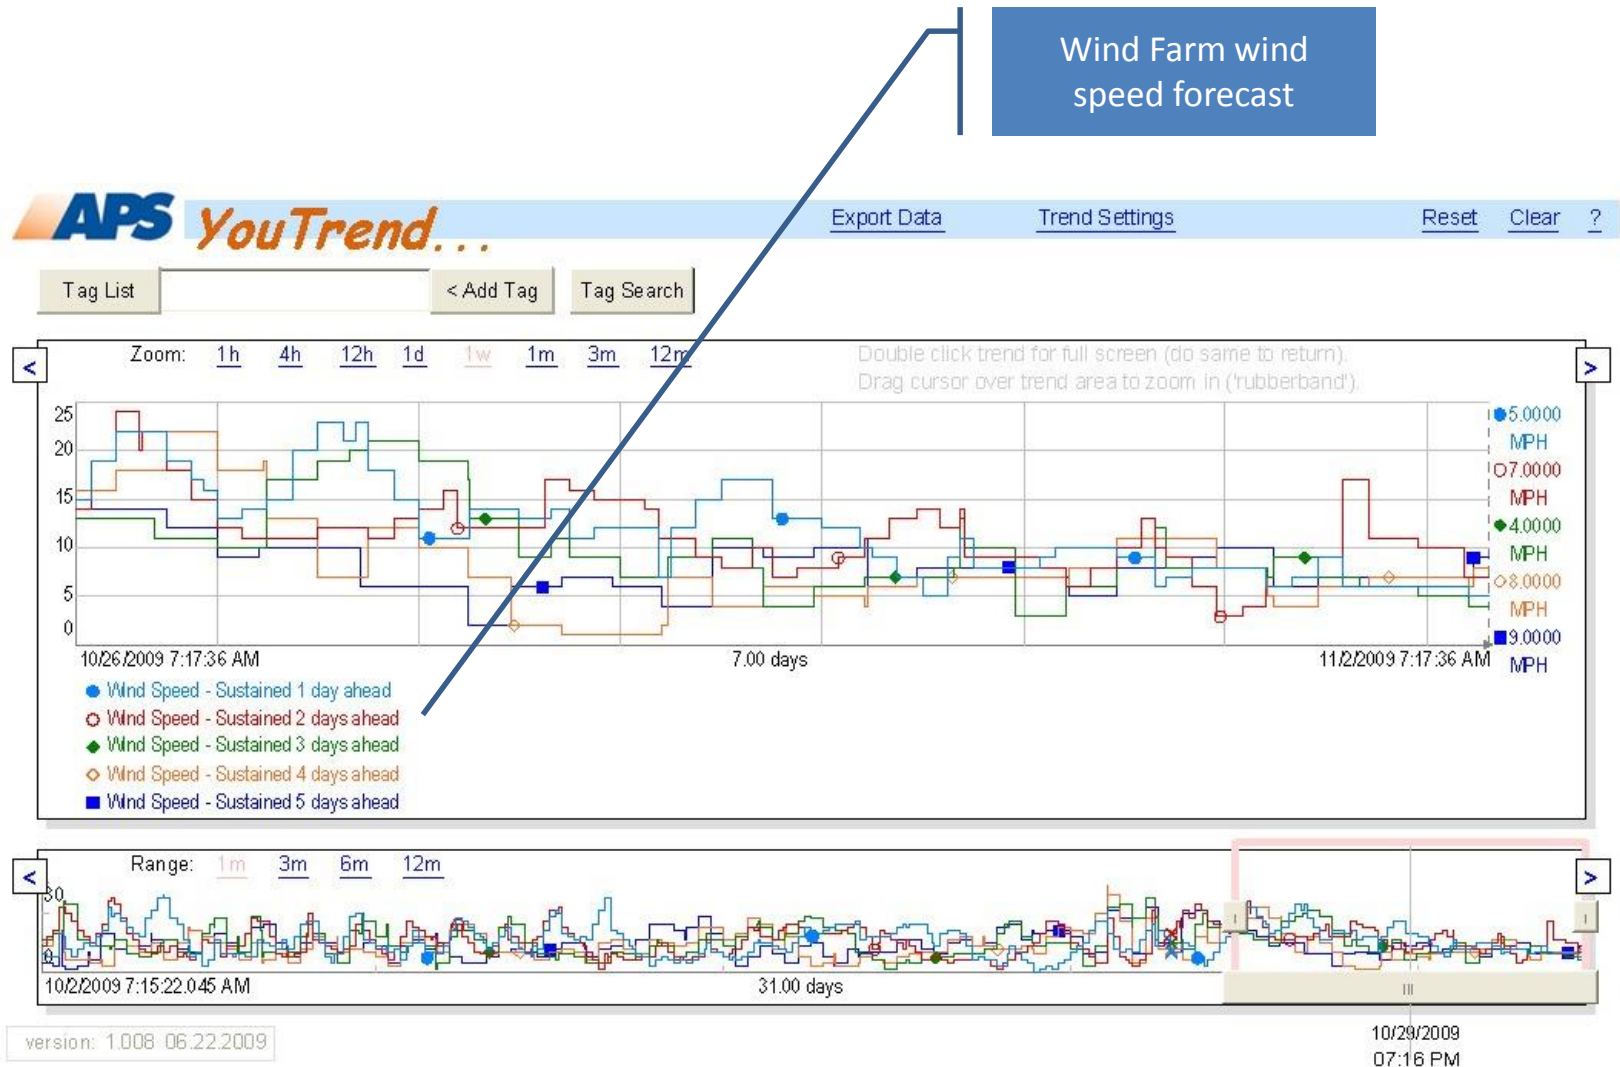 Wind Farm wind
speed forecast
APS YouTrend...
Export Data Trend Settings Reset Clear ?
Tag List < Add Tag Tag Search
< Zoom: 1h 4h 12h 1d 1w 1m 3m 12m >
Double click trend for full screen (do same to return).
Drag cursor over trend area to zoom in ('rubberband').
25
20
15
10
5
0
5.0000
MPH
7.0000
MPH
4.0000
MPH
8.0000
MPH
9.0000
MPH
10/26/2009 7:17:36 AM 7.00 days 11/2/2009 7:17:36 AM
Wind Speed - Sustained 1 day ahead
Wind Speed - Sustained 2 days ahead
Wind Speed - Sustained 3 days ahead
Wind Speed - Sustained 4 days ahead
Wind Speed - Sustained 5 days ahead
< Range: 1m 3m 6m 12m >
30
0
10/2/2009 7:15:22.045 AM 31.00 days
version: 1.008 06.22.2009
10/29/2009
07:16 PM